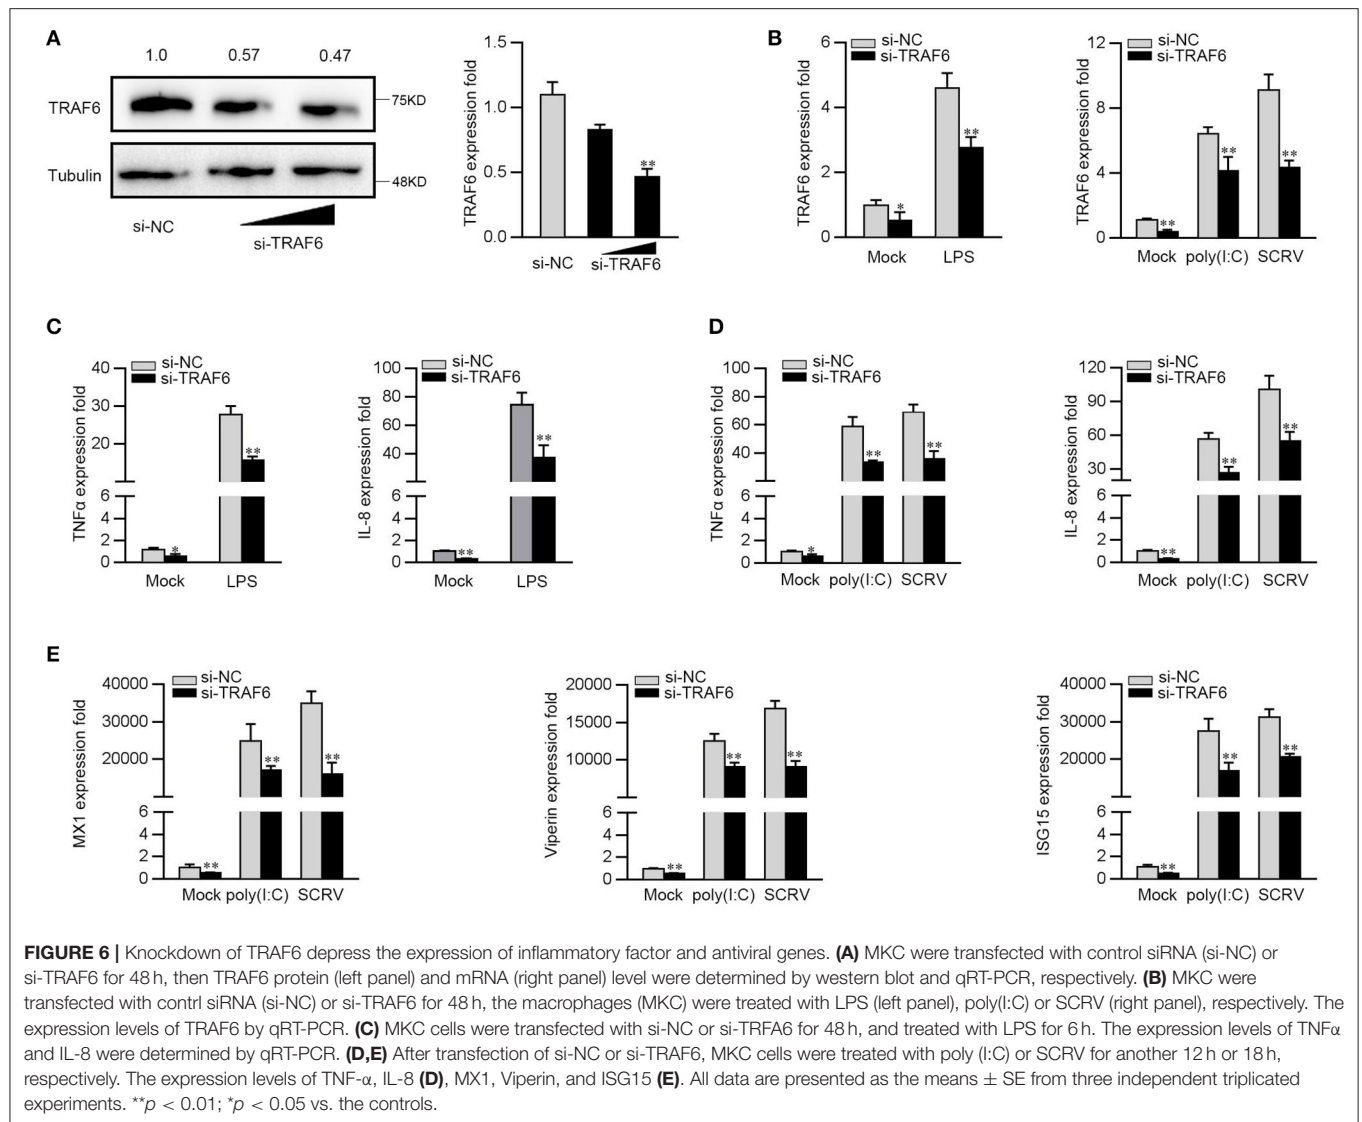 A
1.0 0.57 0.47
TRAF6
75KD
Tubulin
48KD
si-NC
si-TRAF6
TRAF6 expression fold
1.5
1.0
0.5
0.0
**
si-NC si-TRAF6
B
TRAF6 expression fold
6
4
2
0
si-NC
si-TRAF6
*
**
Mock LPS
TRAF6 expression fold
12
8
4
0
si-NC
si-TRAF6
**
**
**
Mock poly(I:C) SCRV
C
TNFα expression fold
40
30
20
6
4
2
0
si-NC
si-TRAF6
*
**
Mock LPS
IL-8 expression fold
100
80
60
40
6
4
2
0
si-NC
si-TRAF6
**
**
Mock LPS
D
TNFα expression fold
100
80
60
40
6
4
2
0
si-NC
si-TRAF6
*
**
**
Mock poly(I:C) SCRV
IL-8 expression fold
120
90
60
30
6
4
2
0
si-NC
si-TRAF6
**
**
**
Mock poly(I:C) SCRV
E
MX1 expression fold
40000
30000
20000
6
4
2
0
si-NC
si-TRAF6
**
**
**
Mock poly(I:C) SCRV
Viperin expression fold
20000
15000
10000
6
4
2
0
si-NC
si-TRAF6
**
**
**
Mock poly(I:C) SCRV
ISG15 expression fold
40000
30000
20000
6
4
2
0
si-NC
si-TRAF6
**
**
**
Mock poly(I:C) SCRV
FIGURE 6 | Knockdown of TRAF6 depress the expression of inflammatory factor and antiviral genes. (A) MKC were transfected with control siRNA (si-NC) or
si-TRAF6 for 48 h, then TRAF6 protein (left panel) and mRNA (right panel) level were determined by western blot and qRT-PCR, respectively. (B) MKC were
transfected with contrl siRNA (si-NC) or si-TRAF6 for 48 h, the macrophages (MKC) were treated with LPS (left panel), poly(I:C) or SCRV (right panel), respectively. The
expression levels of TRAF6 by qRT-PCR. (C) MKC cells were transfected with si-NC or si-TRFA6 for 48 h, and treated with LPS for 6 h. The expression levels of TNFα
and IL-8 were determined by qRT-PCR. (D,E) After transfection of si-NC or si-TRAF6, MKC cells were treated with poly (I:C) or SCRV for another 12 h or 18 h,
respectively. The expression levels of TNF-α, IL-8 (D), MX1, Viperin, and ISG15 (E). All data are presented as the means ± SE from three independent triplicated
experiments. **p < 0.01; *p < 0.05 vs. the controls.